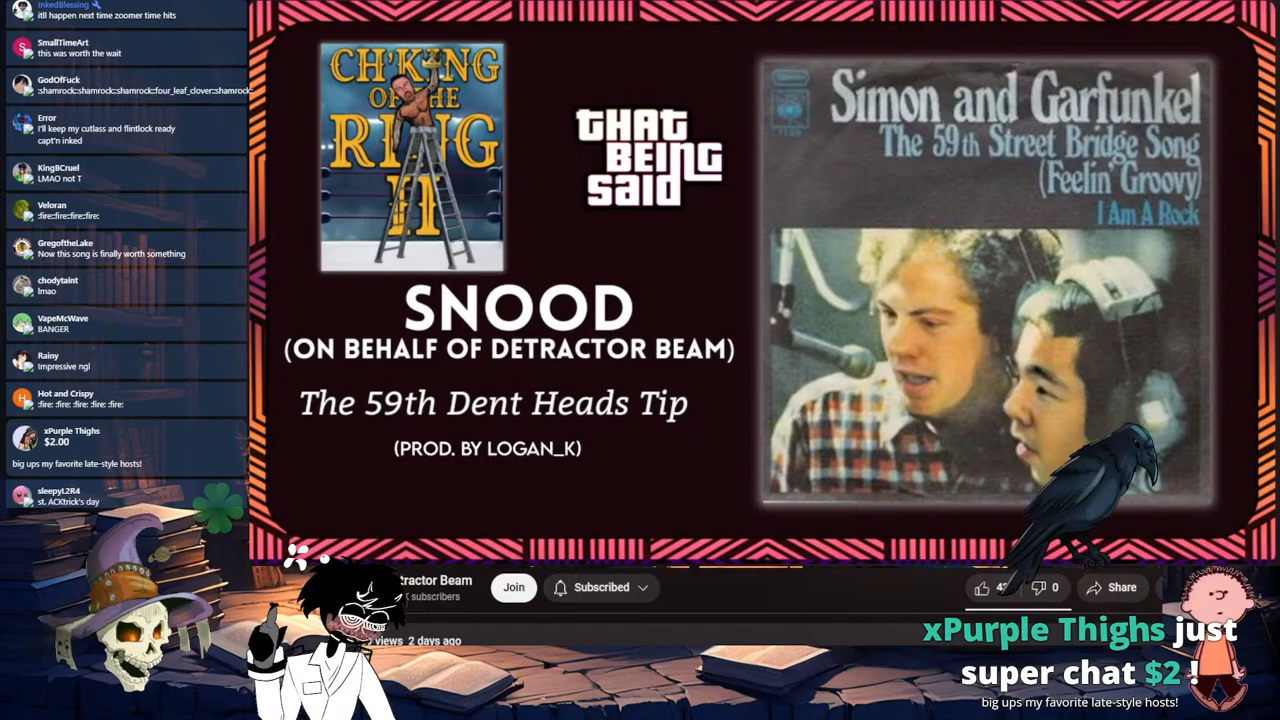 InkedBlessing
itll happen next time zoomer time hits
SmallTimeArt
this was worth the wait
GodOfFuck
:shamrock::shamrock::shamrock::four_leaf_clover::shamrock:
Error
I'll keep my cutlass and flintlock ready
capt'n inked
KingBCruel
LMAO not T
Veloran
:fire:fire:fire:fire:
GregoftheLake
Now this song is finally worth something
chodytaint
lmao
VapeMcWave
BANGER
Rainy
Impressive ngl
Hot and Crispy
:fire: :fire: :fire: :fire: :fire:
xPurple Thighs
$2.00
big ups my favorite late-style hosts!
sleepyL2R4
st. ACKtrick's day
CH'KING
OF THE
RING
II
THAT
BEING
SAID
SNOOD
(ON BEHALF OF DETRACTOR BEAM)
The 59th Dent Heads Tip
(PROD. BY LOGAN_K)
Simon and Garfunkel
The 59th Street Bridge Song
(Feelin' Groovy)
I Am A Rock
tractor Beam
subscribers
Join
Subscribed
0
Share
views 2 days ago
xPurple Thighs just
super chat $2 !
big ups my favorite late-style hosts!